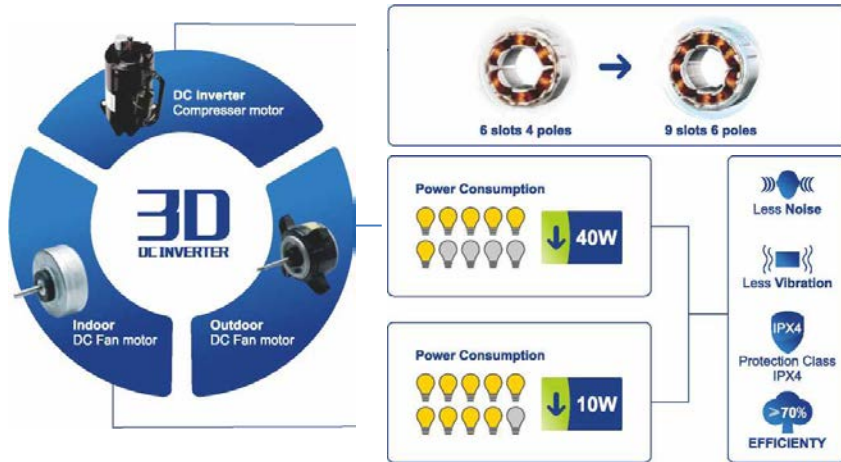 DC Inverter
Compresser motor
3D
DC INVERTER
Indoor
DC Fan motor
Outdoor
DC Fan motor
6 slots 4 poles
9 slots 6 poles
Power Consumption
40W
Power Consumption
10W
Less Noise
Less Vibration
IPX4
Protection Class
IPX4
>70%
EFFICIENTY